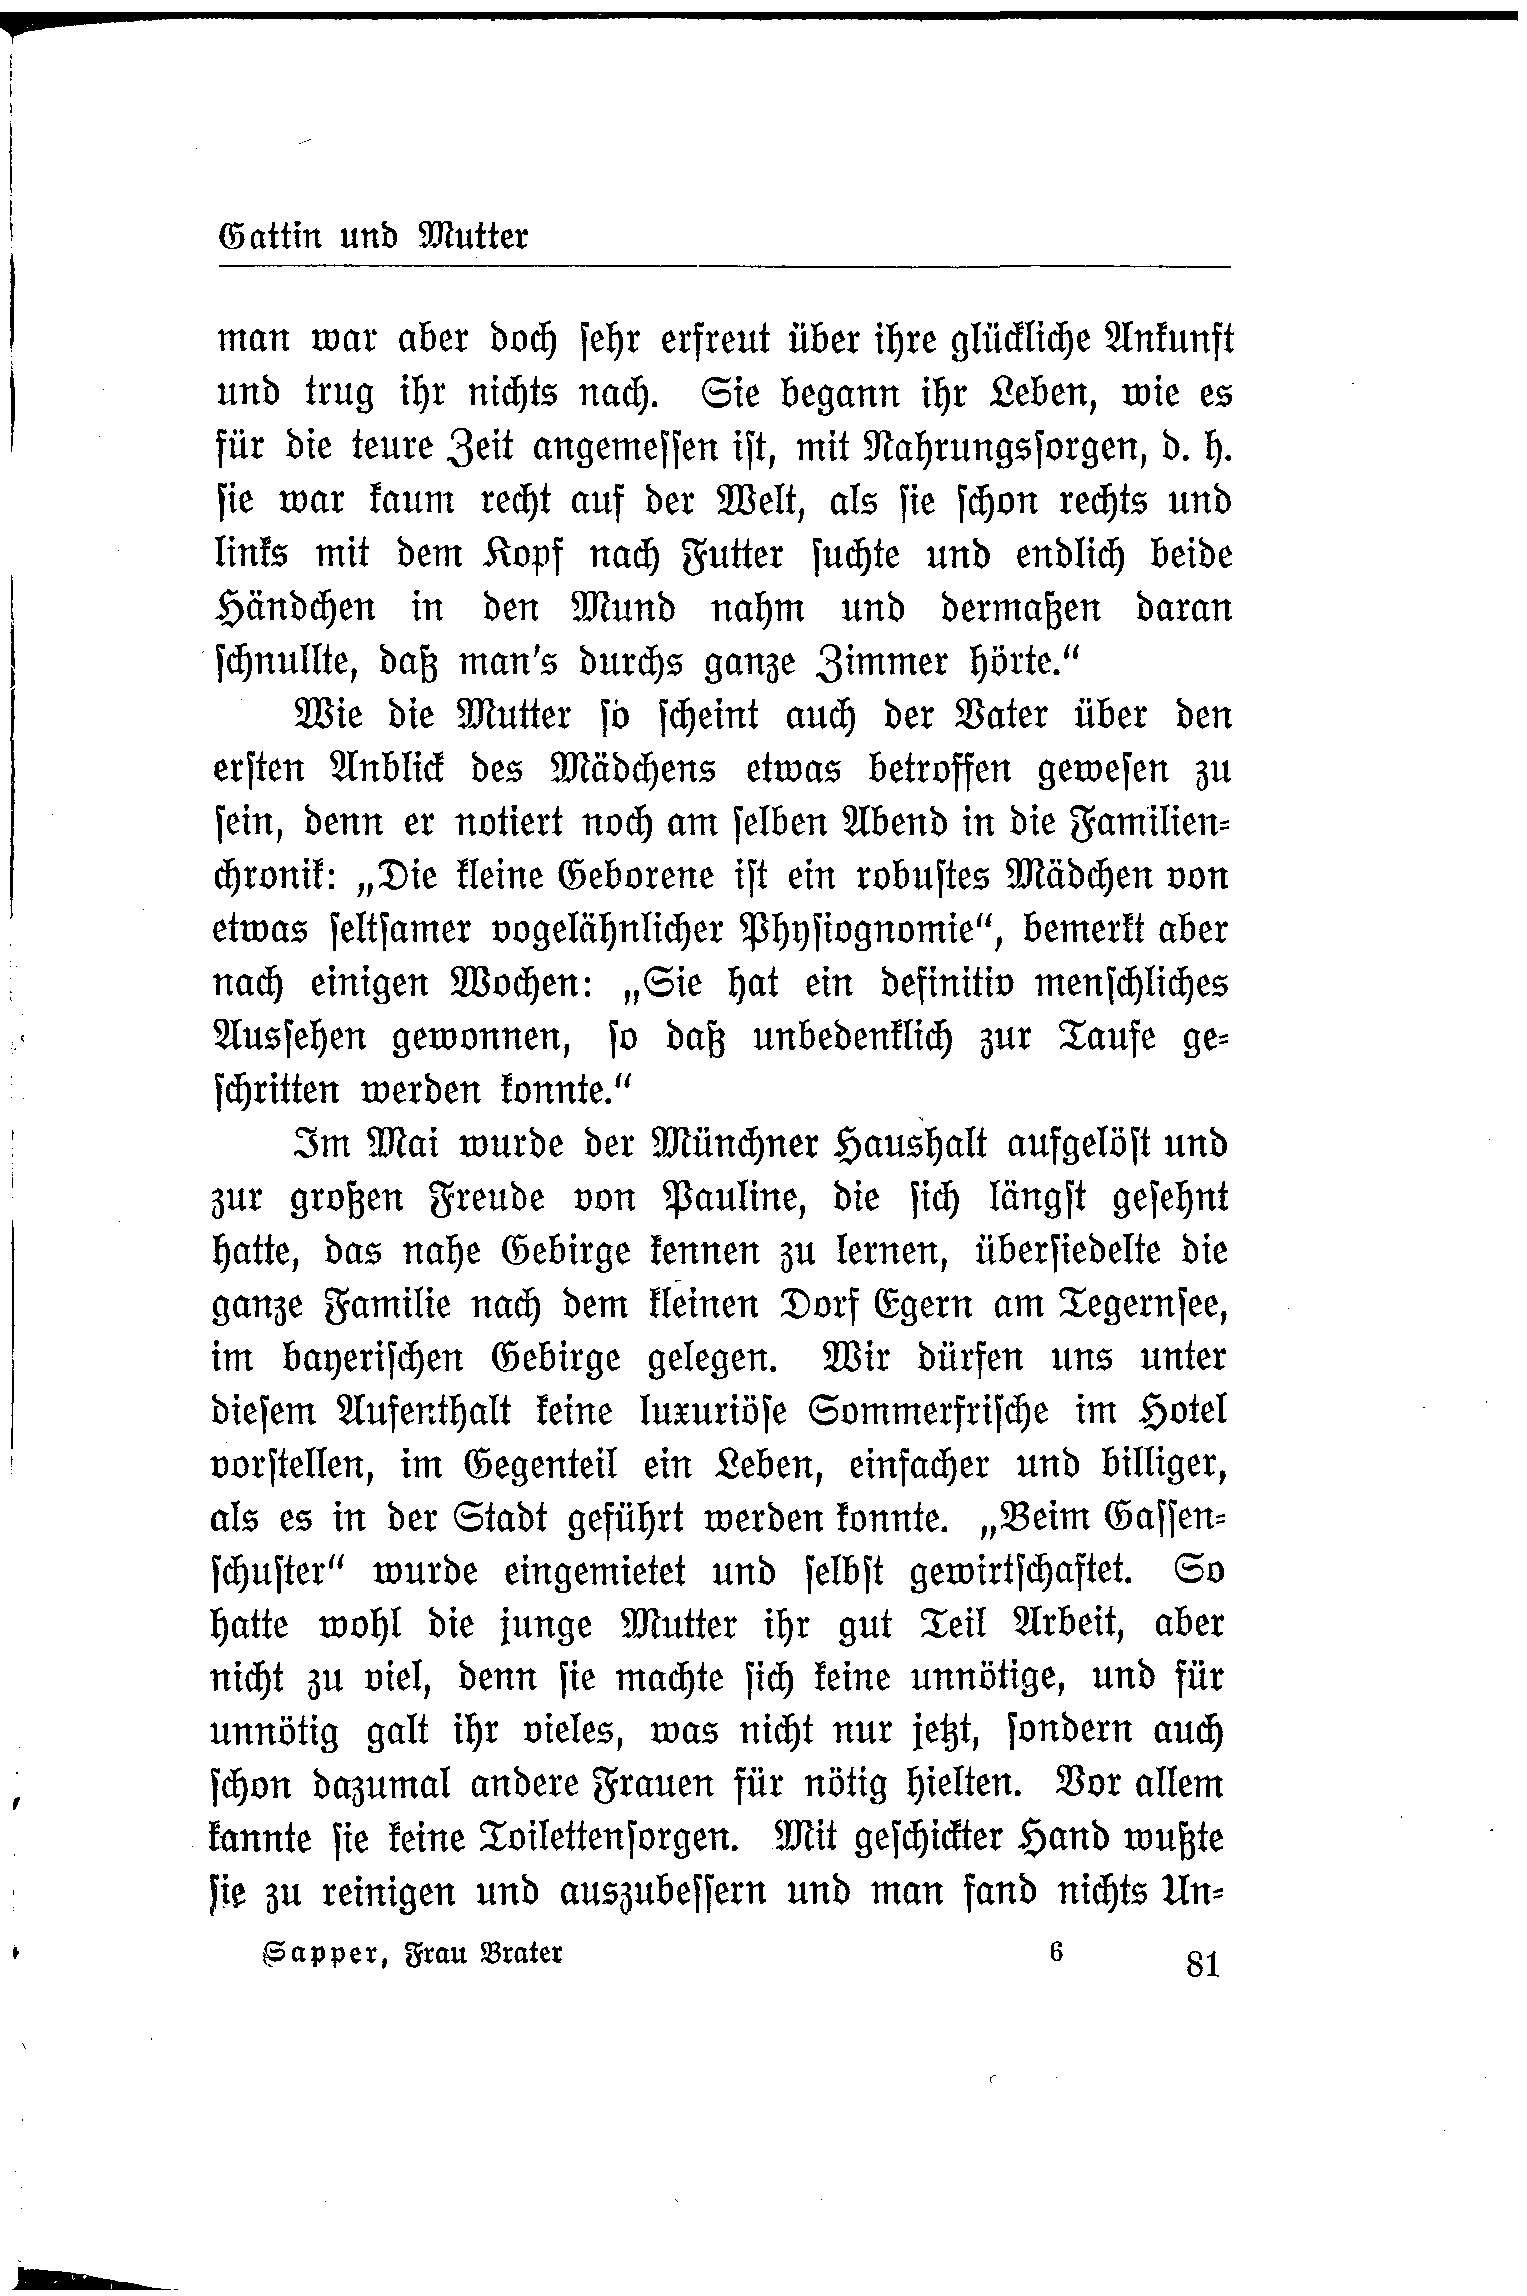 Gattin und Mutter
man war aber doch sehr erfreut über ihre glückliche Ankunft
und trug ihr nichts nach. Sie begann ihr Leben, wie es
für die teure Zeit angemessen ist, mit Nahrungssorgen, d. h.
sie war kaum recht auf der Welt, als sie schon rechts und
links mit dem Kopf nach Futter suchte und endlich beide
Händchen in den Mund nahm und dermaßen daran
schnullte, daß man's durchs ganze Zimmer hörte.“
Wie die Mutter so scheint auch der Vater über den
ersten Anblick des Mädchens etwas betroffen gewesen zu
sein, denn er notiert noch am selben Abend in die Familien-
chronik: „Die kleine Geborene ist ein robustes Mädchen von
etwas seltsamer vogelähnlicher Physiognomie“, bemerkt aber
nach einigen Wochen: „Sie hat ein definitiv menschliches
Aussehen gewonnen, so daß unbedenklich zur Taufe ge-
schritten werden konnte.“
Im Mai wurde der Münchner Haushalt aufgelöst und
zur großen Freude von Pauline, die sich längst gesehnt
hatte, das nahe Gebirge kennen zu lernen, übersiedelte die
ganze Familie nach dem kleinen Dorf Egern am Tegernsee,
im bayerischen Gebirge gelegen. Wir dürfen uns unter
diesem Aufenthalt keine luxuriöse Sommerfrische im Hotel
vorstellen, im Gegenteil ein Leben, einfacher und billiger,
als es in der Stadt geführt werden konnte. „Beim Gassen-
schuster“ wurde eingemietet und selbst gewirtschaftet. So
hatte wohl die junge Mutter ihr gut Teil Arbeit, aber
nicht zu viel, denn sie machte sich keine unnötige, und für
unnötig galt ihr vieles, was nicht nur jetzt, sondern auch
schon dazumal andere Frauen für nötig hielten. Vor allem
kannte sie keine Toilettensorgen. Mit geschickter Hand wußte
sie zu reinigen und auszubessern und man fand nichts Un-
Sapper, Frau Brater 6 81